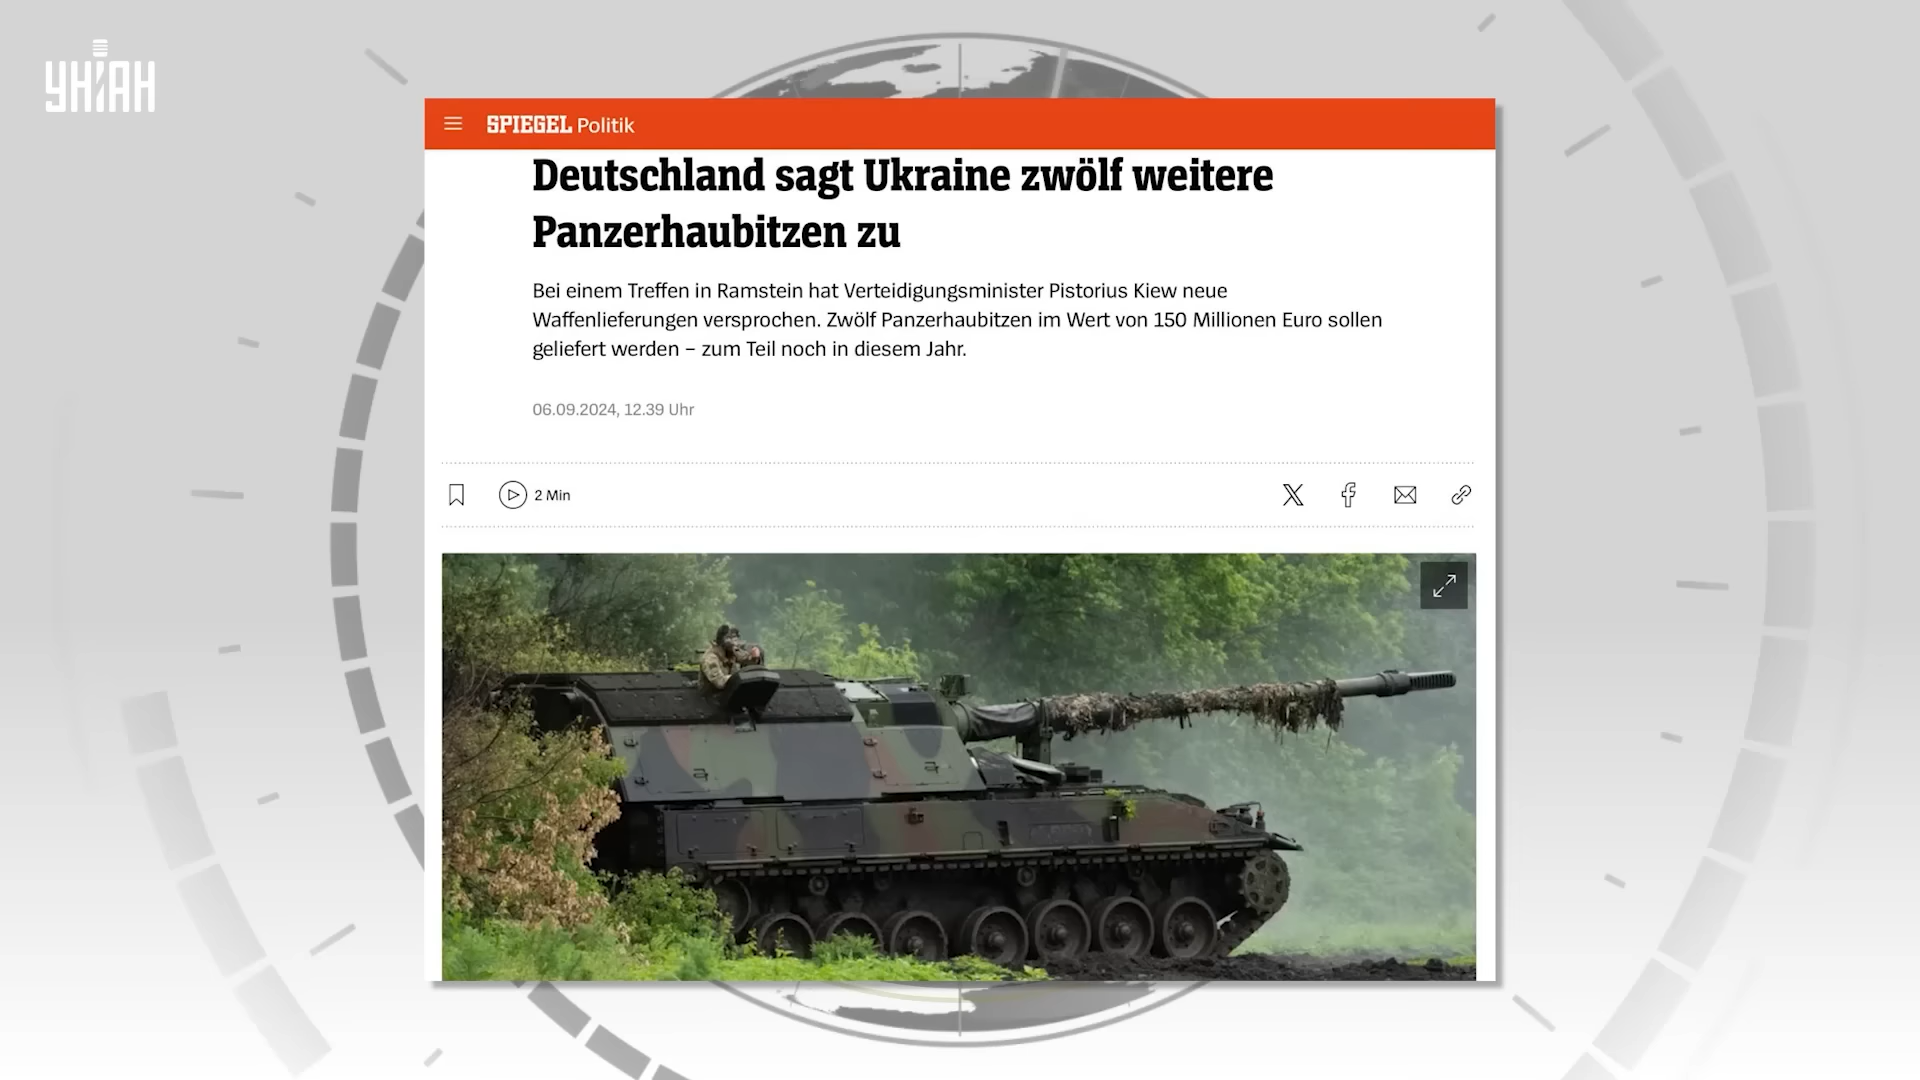 УНІАН
SPIEGEL Politik
Deutschland sagt Ukraine zwölf weitere
Panzerhaubitzen zu
Bei einem Treffen in Ramstein hat Verteidigungsminister Pistorius Kiew neue
Waffenlieferungen versprochen. Zwölf Panzerhaubitzen im Wert von 150 Millionen Euro sollen
geliefert werden – zum Teil noch in diesem Jahr.
06.09.2024, 12.39 Uhr
2 Min